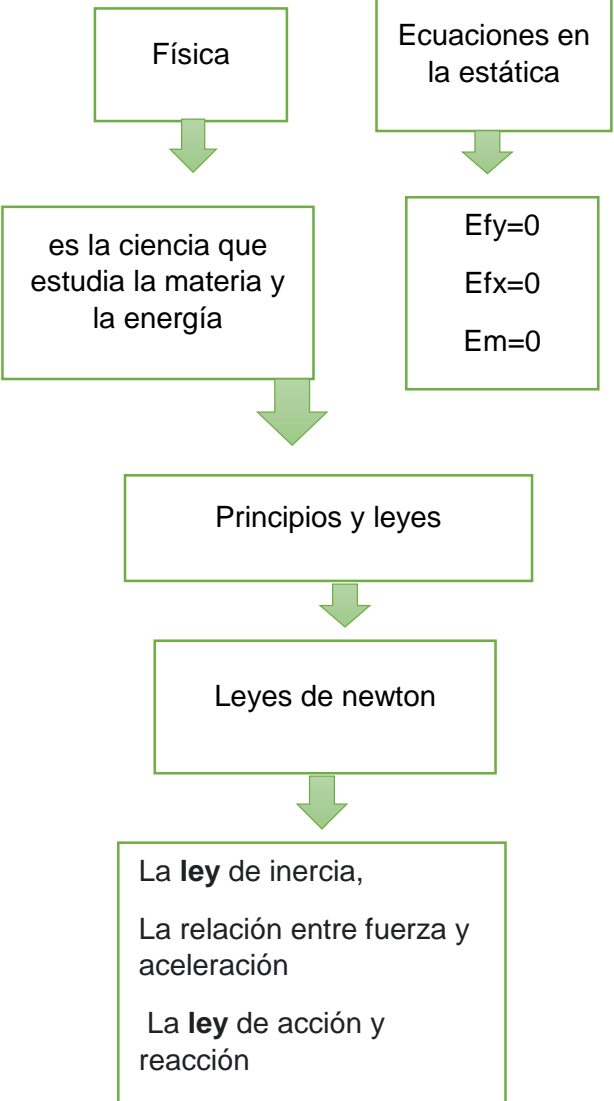 Física
es la ciencia que
estudia la materia y
la energía
Ecuaciones en
la estática
Efy=0
Efx=0
Em=0
Principios y leyes
Leyes de newton
La ley de inercia,
La relación entre fuerza y
aceleración
La ley de acción y
reacción